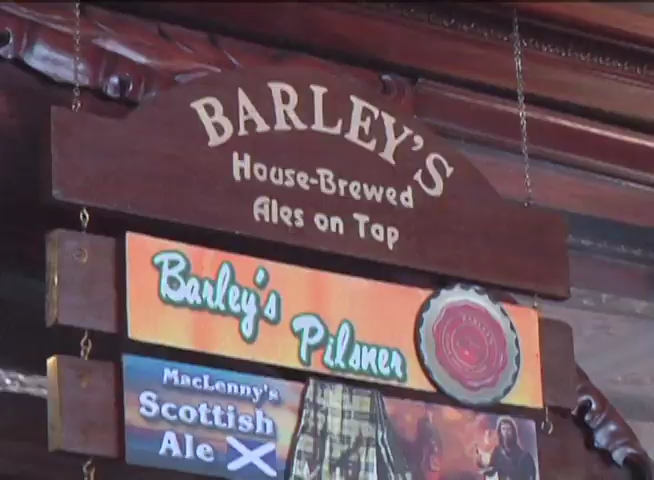 BARLEY'S
House-Brewed
Ales on Tap
Barley's
Pilsner
MacLenny's
Scottish
Ale